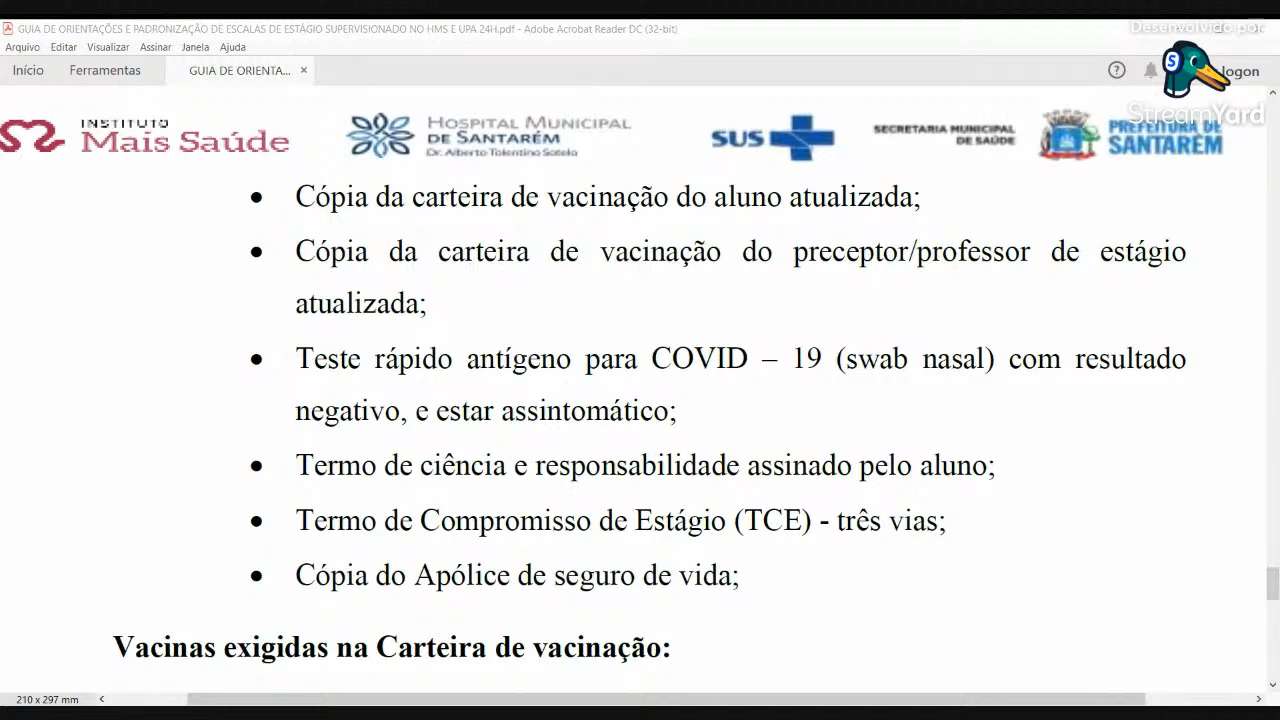 GUIA DE ORIENTAÇÕES E PADRONIZAÇÃO DE ESCALAS DE ESTÁGIO SUPERVISIONADO NO HMS E UPA 24H.pdf - Adobe Acrobat Reader DC (32-bit)
Desenvolvido por
Arquivo Editar Visualizar Assinar Janela Ajuda
Início Ferramentas GUIA DE ORIENTA... × ? logon
StreamYard
INSTITUTO
Mais Saúde
HOSPITAL MUNICIPAL
DE SANTARÉM
Dr. Alberto Tolentino Sotelo
SUS
SECRETARIA MUNICIPAL
DE SAÚDE
PREFEITURA DE
SANTARÉM
• Cópia da carteira de vacinação do aluno atualizada;
• Cópia da carteira de vacinação do preceptor/professor de estágio
atualizada;
• Teste rápido antígeno para COVID – 19 (swab nasal) com resultado
negativo, e estar assintomático;
• Termo de ciência e responsabilidade assinado pelo aluno;
• Termo de Compromisso de Estágio (TCE) - três vias;
• Cópia do Apólice de seguro de vida;
Vacinas exigidas na Carteira de vacinação:
210 x 297 mm